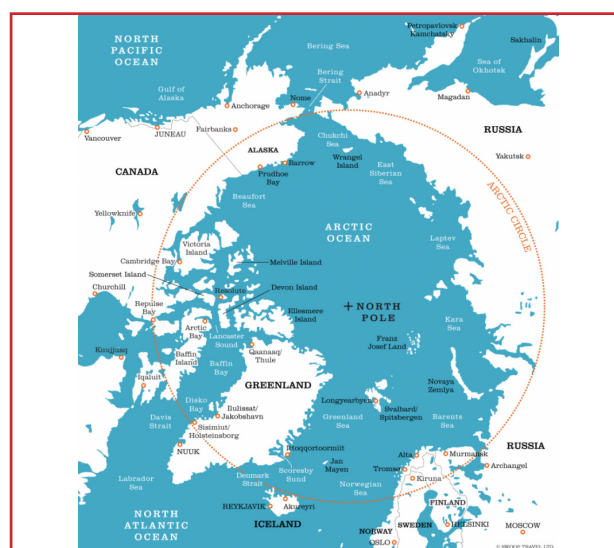 Petropavlovsk
Kamchatsky
Sakhalin
NORTH
PACIFIC
OCEAN
Bering Sea
Sea of
Okhotsk
Bering
Strait
Gulf of
Alaska
Anadyr
Magadan
Nome
Anchorage
Vancouver
JUNEAU
Fairbanks
Chukchi
Sea
RUSSIA
ALASKA
Wrangel
Island
Barrow
Yakutsk
CANADA
Prudhoe
Bay
East
Siberian
Sea
ARCTIC CIRCLE
Beaufort
Sea
Yellowknife
ARCTIC
OCEAN
Laptev
Sea
Victoria
Island
Cambridge Bay
Melville Island
Somerset Island
Devon Island
Churchill
Resolute
Repulse
Bay
Ellesmere
Island
+ NORTH
POLE
Kara
Sea
Arctic
Bay
Lancaster
Sound
Franz
Josef Land
Kuujjusq
Baffin
Island
Baffin
Bay
Qaanaaq/
Thule
Iqaluit
GREENLAND
Novaya
Zemlya
Longyearbyen
Disko
Bay
Ilulissat/
Jakobshavn
Greenland
Sea
Svalbard/
Spitsbergen
Barents
Sea
Davis
Strait
Sisimiut/
Holsteinsborg
RUSSIA
NUUK
Ittoqqortoormiit
Alta
Murmansk
Jan
Mayen
Tromsø
Archangel
Labrador
Sea
Denmark
Strait
Scoresby
Sund
Kiruna
Norwegian
Sea
REYKJAVIK
Akureyri
FINLAND
NORTH
ATLANTIC
OCEAN
ICELAND
NORWAY
SWEDEN
HELSINKI
MOSCOW
OSLO
© SWOOP TRAVEL LTD